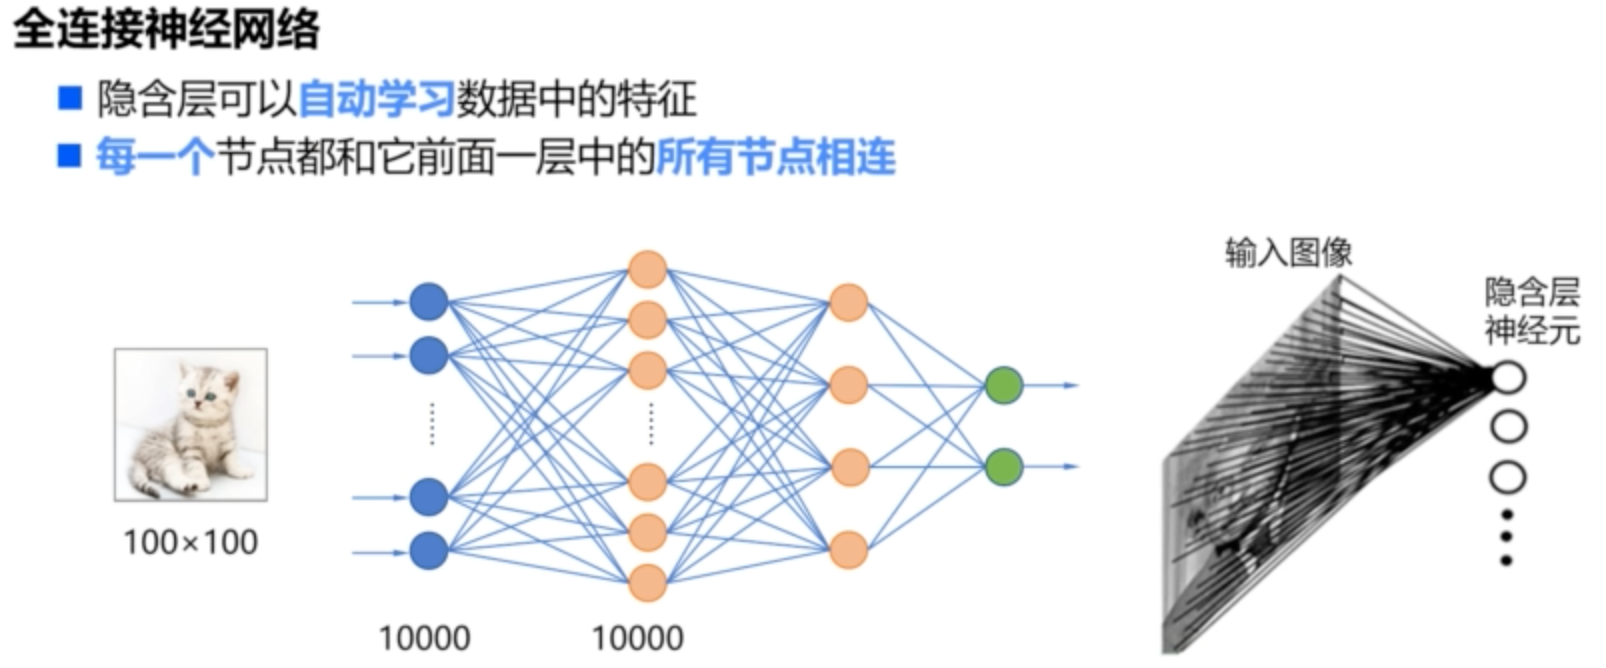 全连接神经网络
隐含层可以自动学习数据中的特征
每一个节点都和它前面一层中的所有节点相连
100×100
10000
10000
输入图像
隐含层
神经元